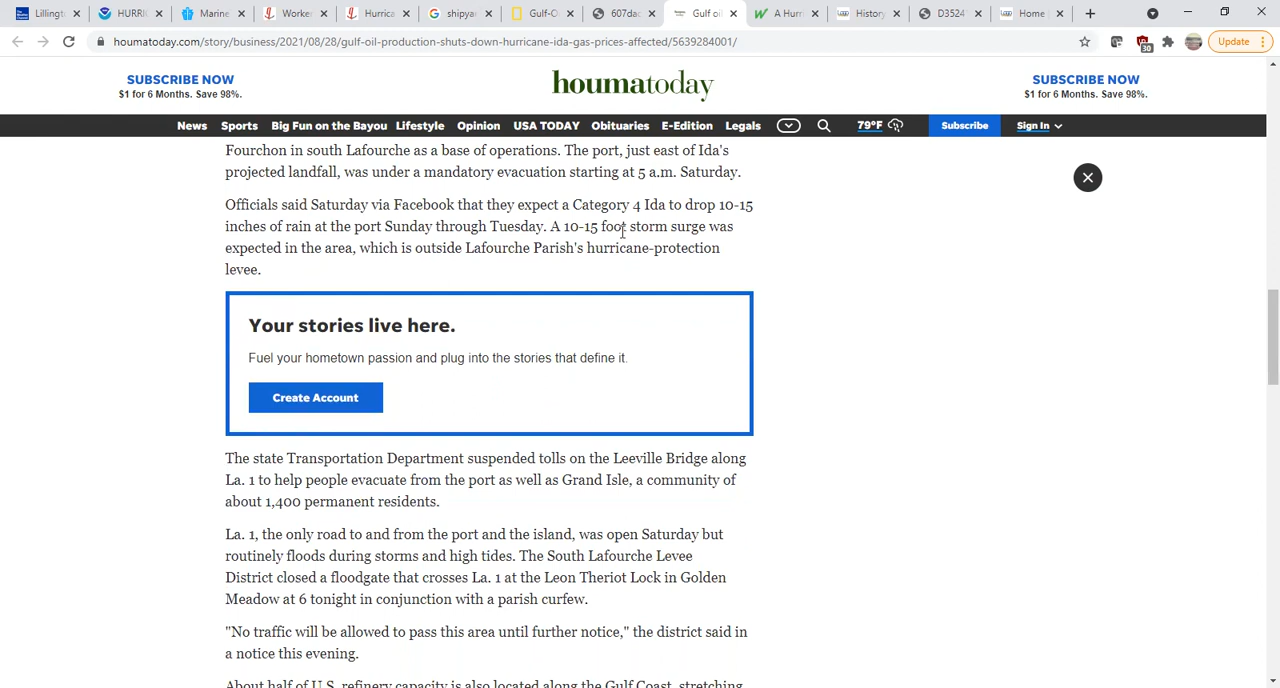 Lillingt
HURRI
Marine
Worke
Hurrica
shipya
Gulf-O
607dac
Gulf oil
A Hurr
History
D3524
Home
houmatoday.com/story/business/2021/08/28/gulf-oil-production-shuts-down-hurricane-ida-gas-prices-affected/5639284001/
30
Update
SUBSCRIBE NOW
$1 for 6 Months. Save 98%.
houmatoday
SUBSCRIBE NOW
$1 for 6 Months. Save 98%.
News Sports Big Fun on the Bayou Lifestyle Opinion USA TODAY Obituaries E-Edition Legals 79°F Subscribe Sign In
Fourchon in south Lafourche as a base of operations. The port, just east of Ida's
projected landfall, was under a mandatory evacuation starting at 5 a.m. Saturday.
Officials said Saturday via Facebook that they expect a Category 4 Ida to drop 10-15
inches of rain at the port Sunday through Tuesday. A 10-15 foot storm surge was
expected in the area, which is outside Lafourche Parish's hurricane-protection
levee.
Your stories live here.
Fuel your hometown passion and plug into the stories that define it.
Create Account
The state Transportation Department suspended tolls on the Leeville Bridge along
La. 1 to help people evacuate from the port as well as Grand Isle, a community of
about 1,400 permanent residents.
La. 1, the only road to and from the port and the island, was open Saturday but
routinely floods during storms and high tides. The South Lafourche Levee
District closed a floodgate that crosses La. 1 at the Leon Theriot Lock in Golden
Meadow at 6 tonight in conjunction with a parish curfew.
"No traffic will be allowed to pass this area until further notice," the district said in
a notice this evening.
About half of U.S. refinery capacity is also located along the Gulf Coast, stretching